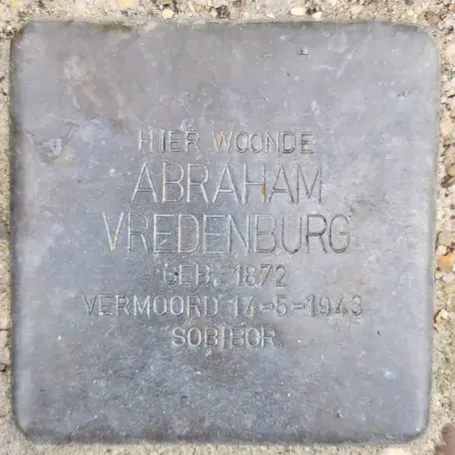 HIER WOONDE
ABRAHAM
VREDENBURG
GEB. 1872
VERMOORD 14-5-1943
SOBIBOR